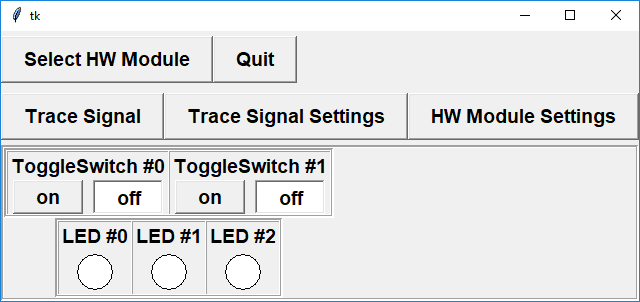 tk
Select HW Module Quit
Trace Signal Trace Signal Settings HW Module Settings
ToggleSwitch #0 ToggleSwitch #1
on off on off
LED #0 LED #1 LED #2